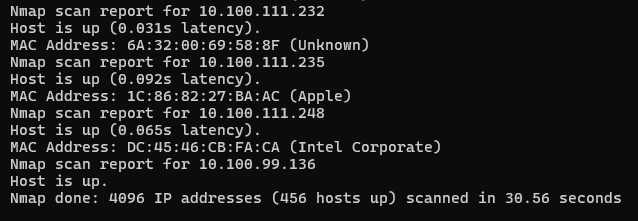 Nmap scan report for 10.100.111.232
Host is up (0.031s latency).
MAC Address: 6A:32:00:69:58:8F (Unknown)
Nmap scan report for 10.100.111.235
Host is up (0.092s latency).
MAC Address: 1C:86:82:27:BA:AC (Apple)
Nmap scan report for 10.100.111.248
Host is up (0.065s latency).
MAC Address: DC:45:46:CB:FA:CA (Intel Corporate)
Nmap scan report for 10.100.99.136
Host is up.
Nmap done: 4096 IP addresses (456 hosts up) scanned in 30.56 seconds